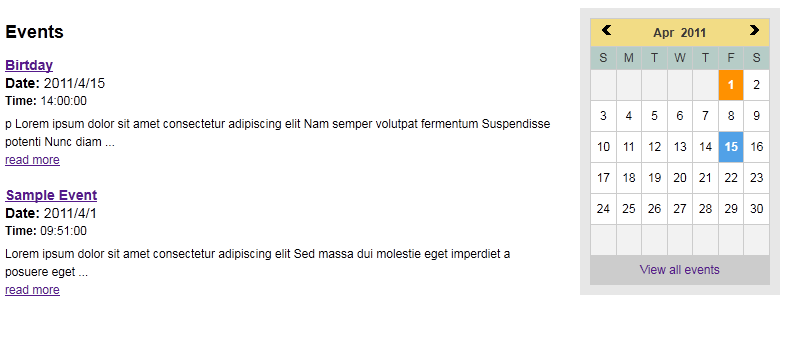 Events
Birtday
Date: 2011/4/15
Time: 14:00:00
p Lorem ipsum dolor sit amet consectetur adipiscing elit Nam semper volutpat fermentum Suspendisse
potenti Nunc diam ...
read more
Sample Event
Date: 2011/4/1
Time: 09:51:00
Lorem ipsum dolor sit amet consectetur adipiscing elit Sed massa dui molestie eget imperdiet a
posuere eget ...
read more
Apr 2011
S M T W T F S
1 2
3 4 5 6 7 8 9
10 11 12 13 14 15 16
17 18 19 20 21 22 23
24 25 26 27 28 29 30
View all events